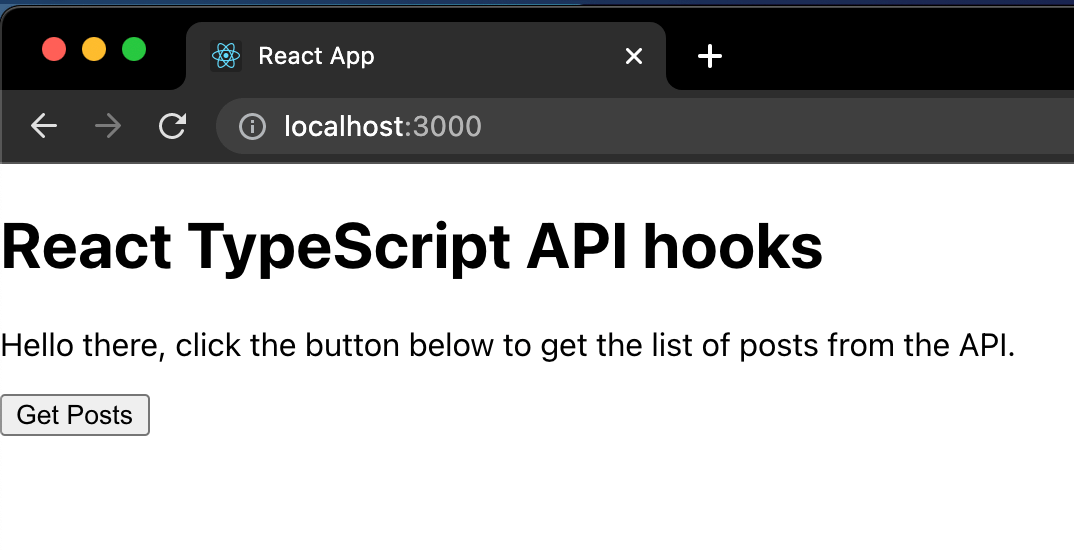 React App
localhost:3000
React TypeScript API hooks
Hello there, click the button below to get the list of posts from the API.
Get Posts